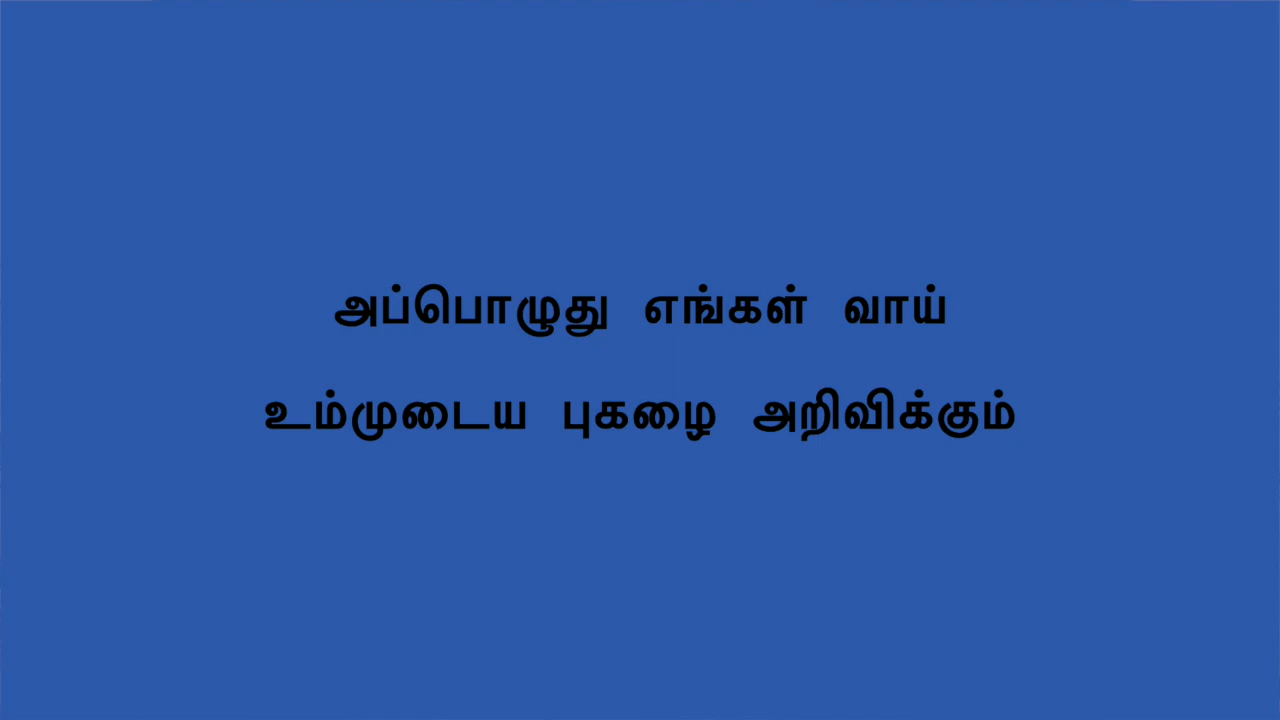 அப்பொழுது எங்கள் வாய்
உம்முடைய புகழை அறிவிக்கும்